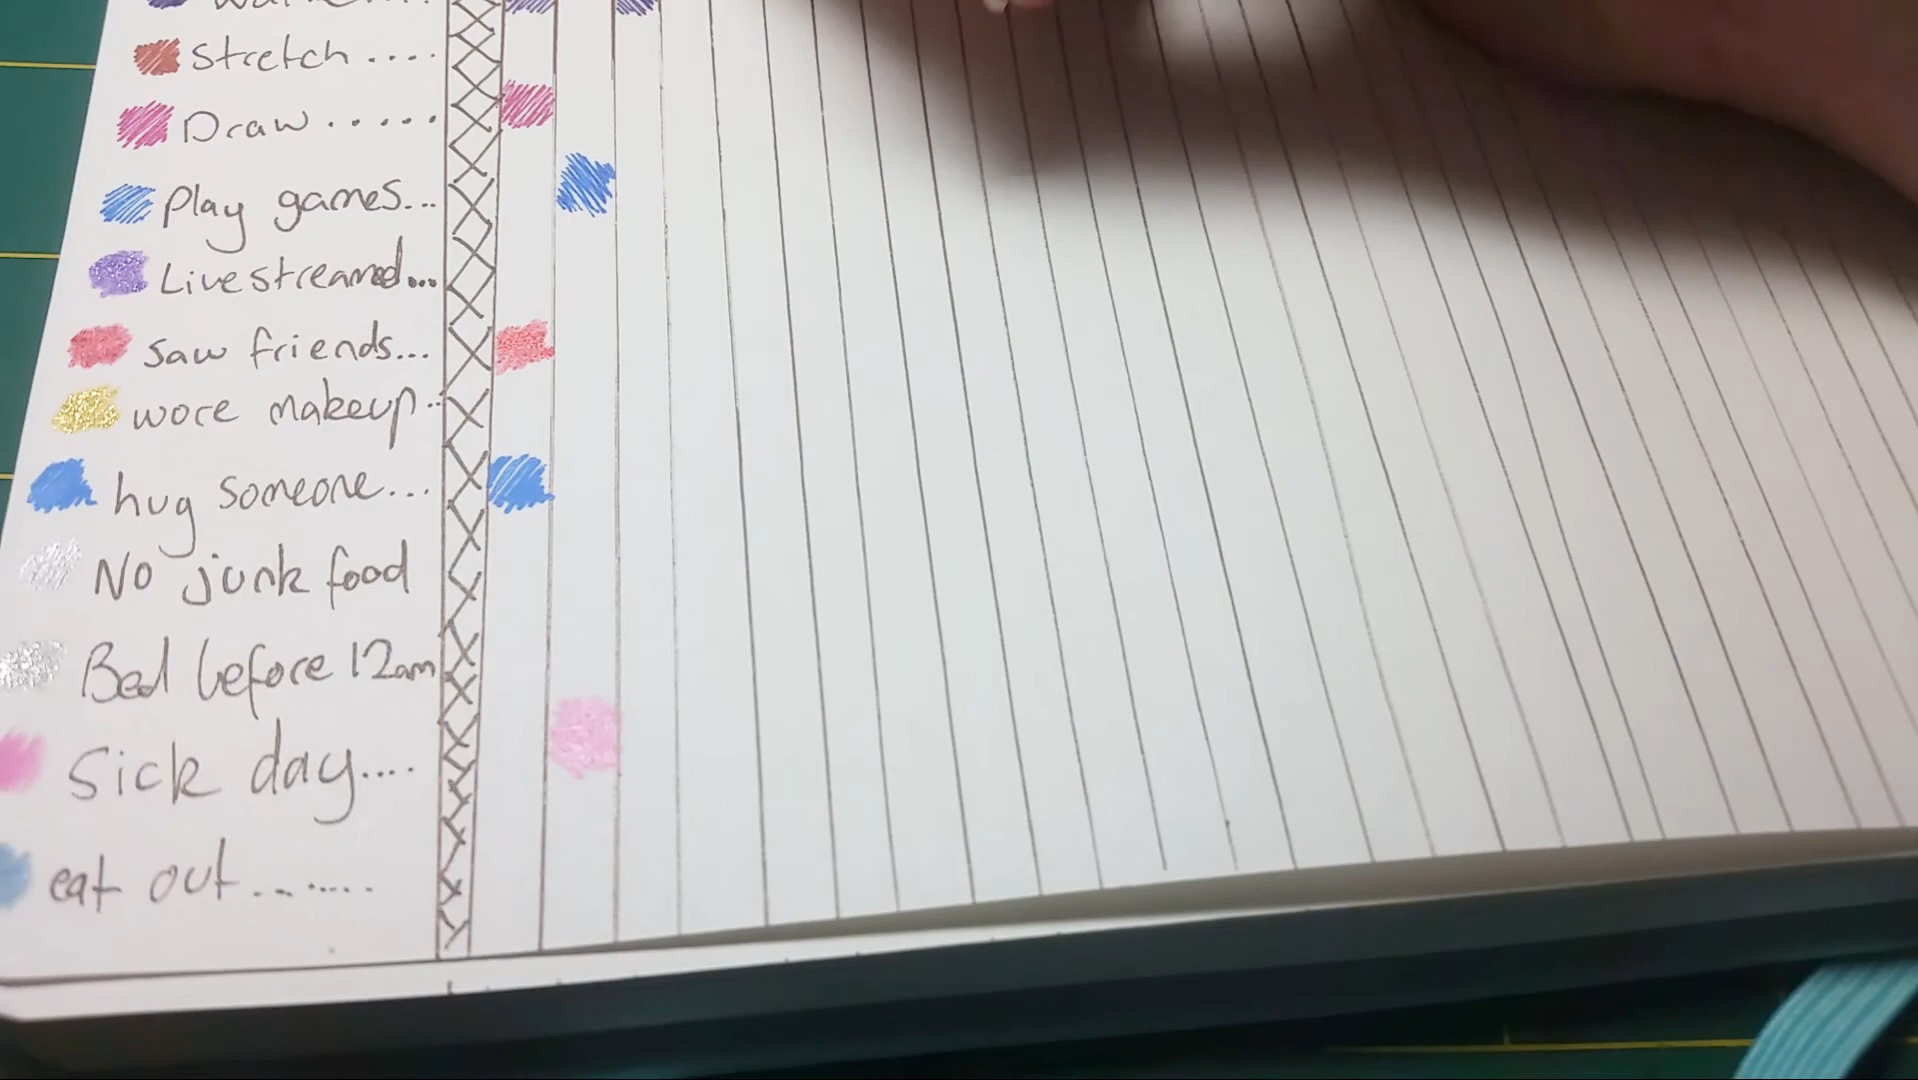 Stretch ....
Draw .....
Play games...
Livestreamed...
Saw friends...
wore makeup..
hug someone...
No junk food
Bed before 12am
Sick day....
eat out.......